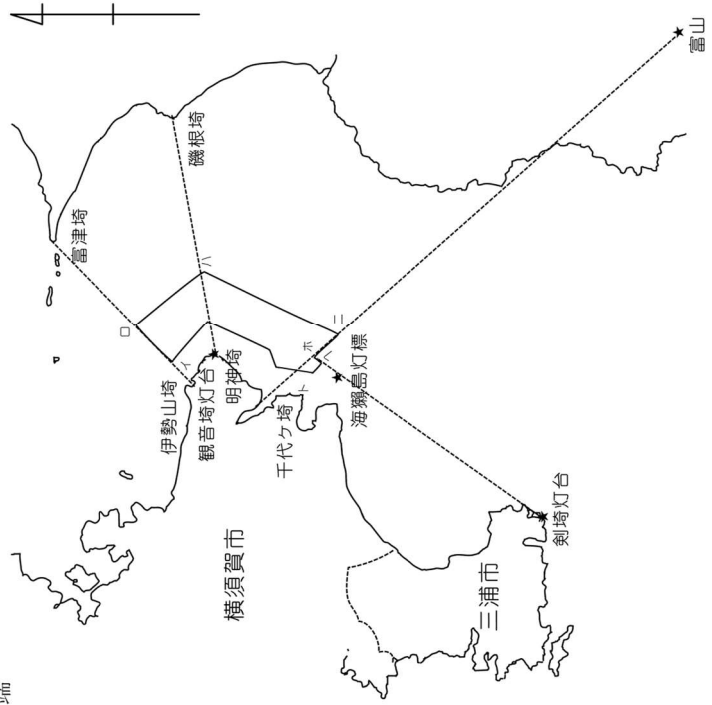 富津埼
磯根埼
ロ
ハ
イ
伊勢山埼
観音埼灯台
明神埼
ニ
ホ
ヘ
ト
海獺島灯標
千代ケ埼
富山
横須賀市
三浦市
剣埼灯台
端